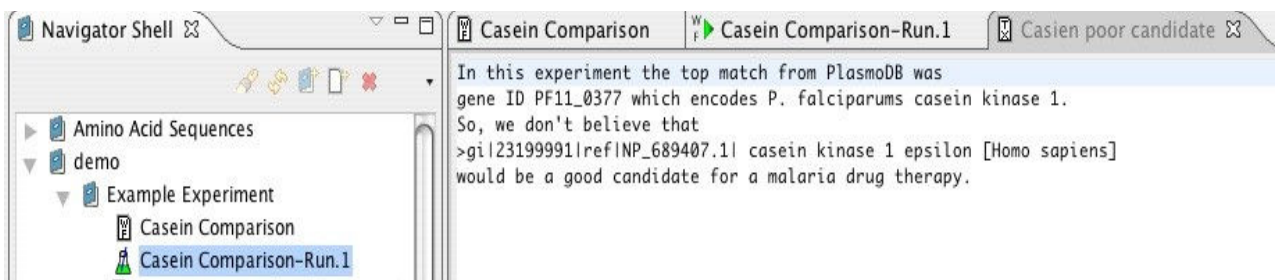 Navigator Shell
Casein Comparison
Casein Comparison-Run.1
Casien poor candidate
Amino Acid Sequences
demo
Example Experiment
Casein Comparison
Casein Comparison-Run.1
In this experiment the top match from PlasmoDB was
gene ID PF11_0377 which encodes P. falciparums casein kinase 1.
So, we don't believe that
>gi|23199991|ref|NP_689407.1| casein kinase 1 epsilon [Homo sapiens]
would be a good candidate for a malaria drug therapy.